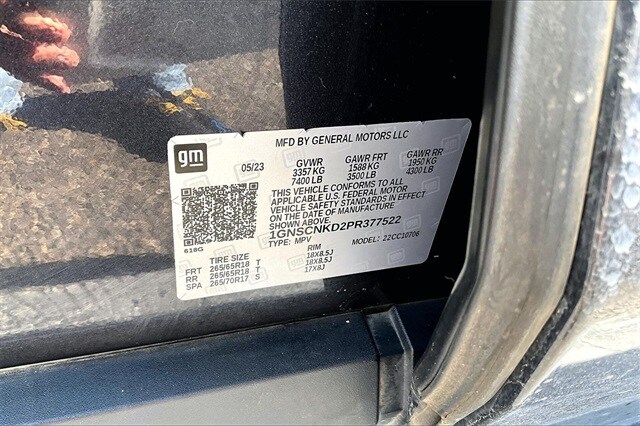 MFD BY GENERAL MOTORS LLC
gm
05/23 GVWR GAWR FRT GAWR RR
3357 KG 1588 KG 1950 KG
7400 LB 3500 LB 4300 LB
THIS VEHICLE CONFORMS TO ALL
APPLICABLE U.S. FEDERAL MOTOR
VEHICLE SAFETY STANDARDS IN EFFECT ON THE
DATE OF MANUFACTURE SHOWN ABOVE.
1GNSCNKD2PR377522
618G
TYPE: MPV MODEL: 22CC10706
TIRE SIZE RIM
FRT 265/65R18 T 18X8.5J
RR 265/65R18 T 18X8.5J
SPA 265/70R17 S 17X8J